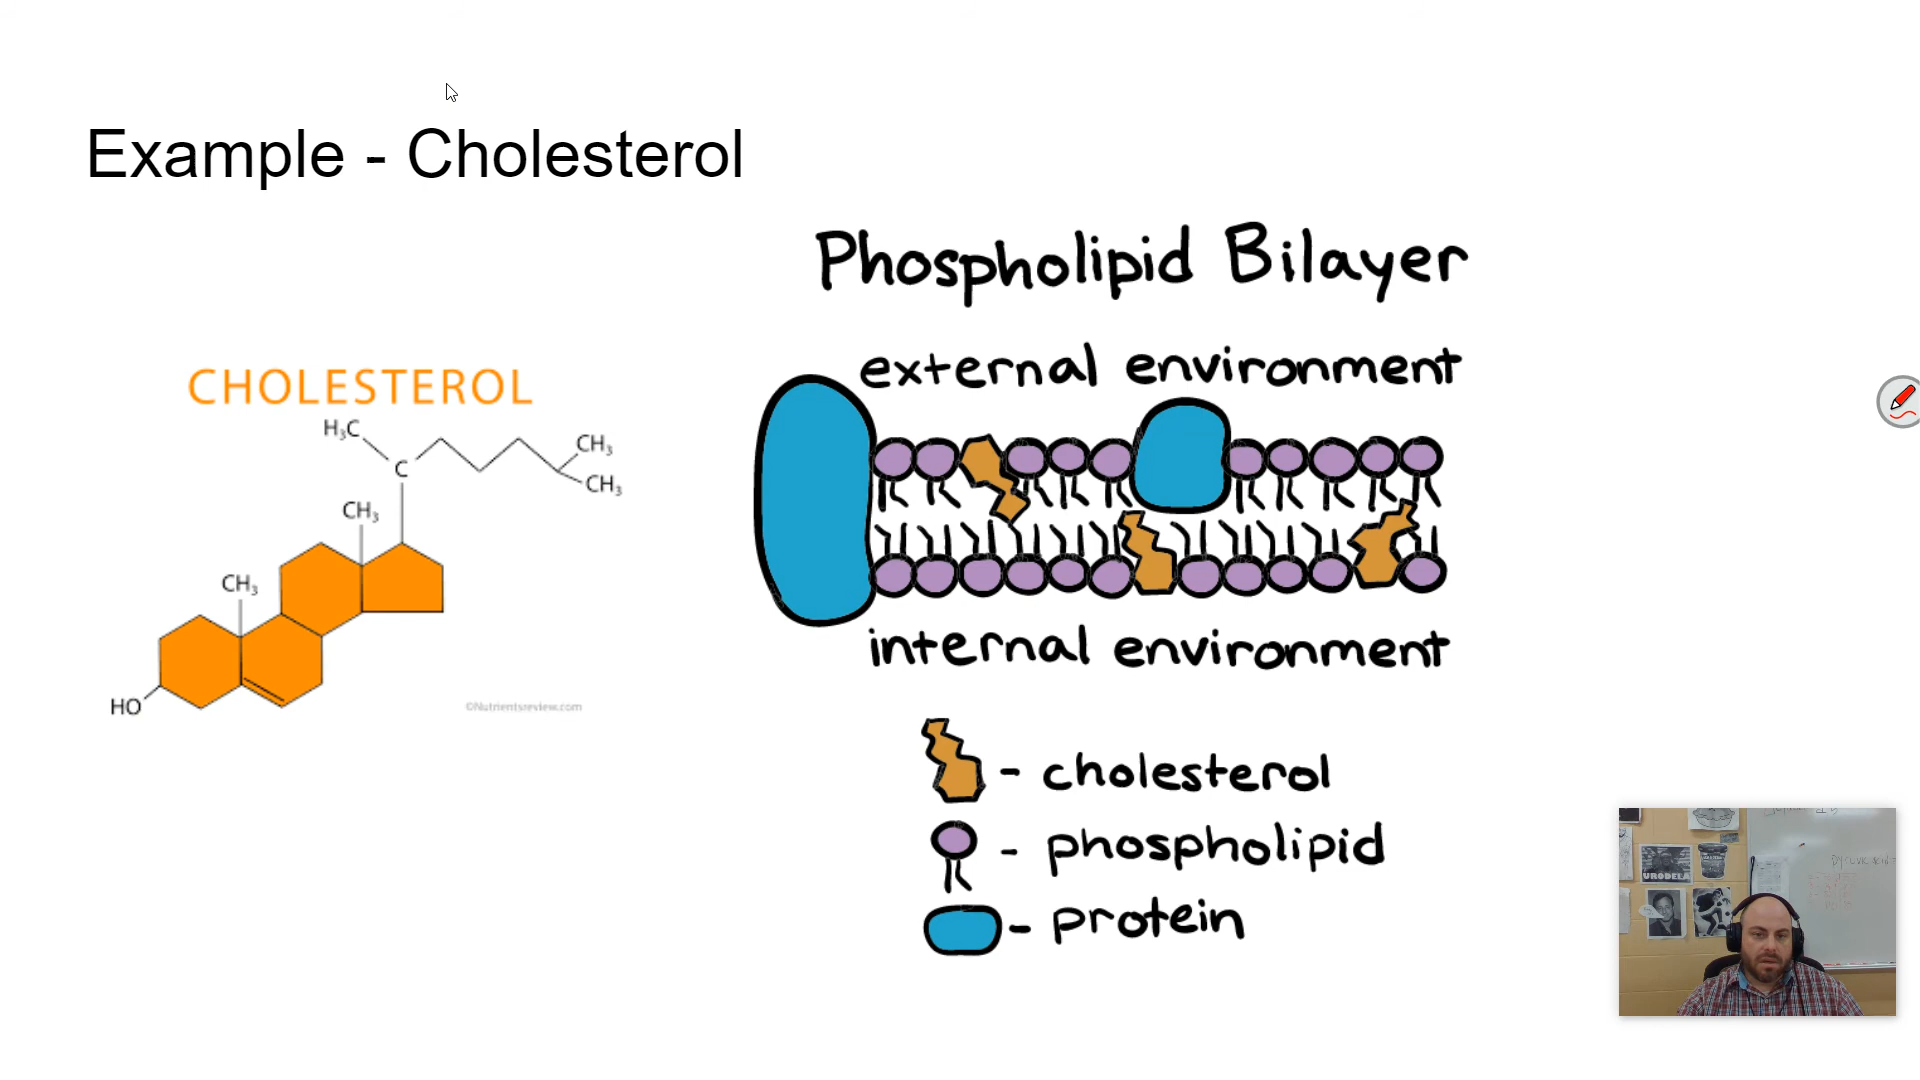 Example - Cholesterol
Phospholipid Bilayer
external environment
CHOLESTEROL
H₃C
CH₃
C
CH₃
CH₃
CH₃
HO
©Nutrientsreview.com
internal environment
- cholesterol
- phospholipid
- protein
URODELA